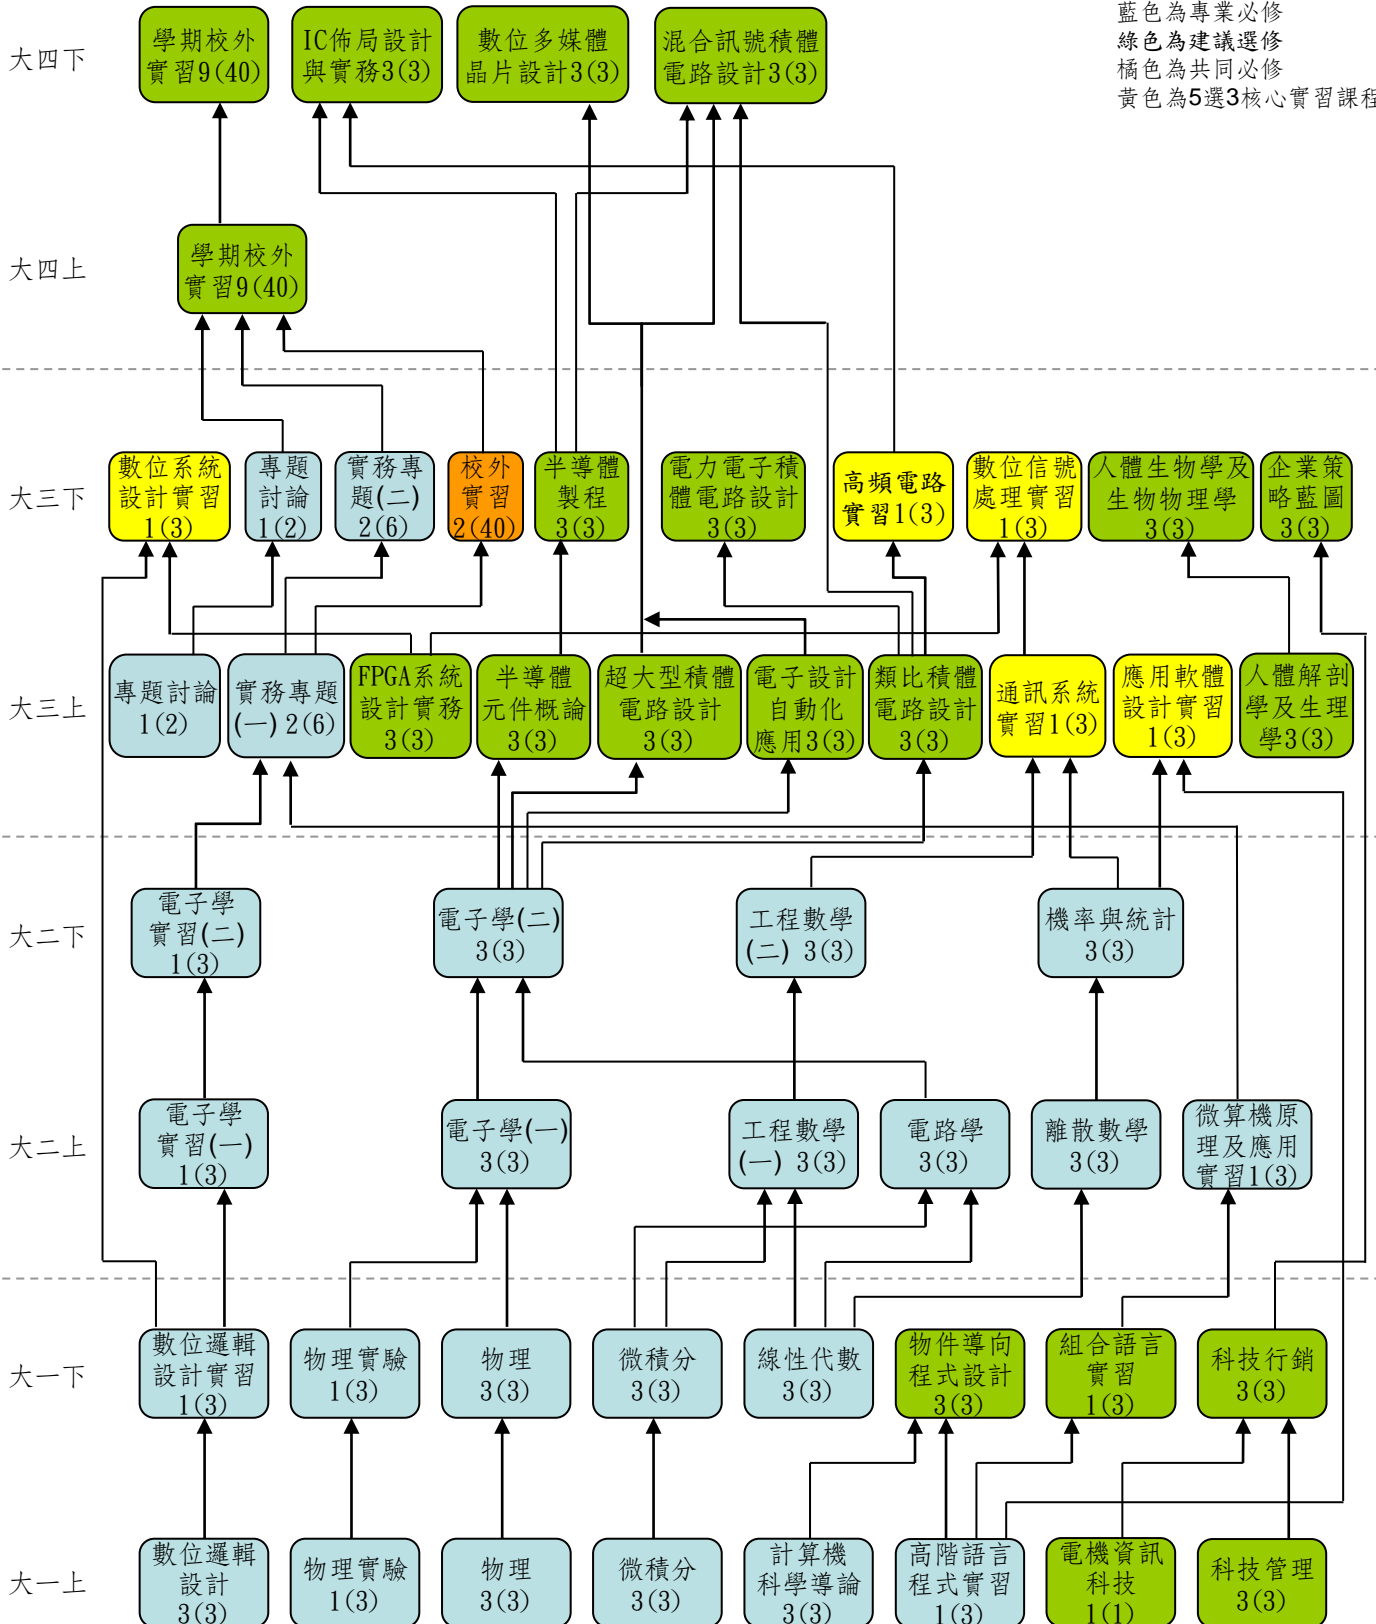 藍色為專業必修
綠色為建議選修
橘色為共同必修
黃色為5選3核心實習課程
大四下
學期校外
實習9(40)
IC佈局設計
與實務3(3)
數位多媒體
晶片設計3(3)
混合訊號積體
電路設計3(3)
大四上
學期校外
實習9(40)
大三下
數位系統
設計實習
1(3)
專題
討論
1(2)
實務專
題(二)
2(6)
校外
實習
2(40)
半導體
製程
3(3)
電力電子積
體電路設計
3(3)
高頻電路
實習1(3)
數位信號
處理實習
1(3)
人體生物學及
生物物理學
3(3)
企業策
略藍圖
3(3)
大三上
專題討論
1(2)
實務專題
(一) 2(6)
FPGA系統
設計實務
3(3)
半導體
元件概論
3(3)
超大型積體
電路設計
3(3)
電子設計
自動化
應用3(3)
類比積體
電路設計
3(3)
通訊系統
實習1(3)
應用軟體
設計實習
1(3)
人體解剖
學及生理
學3(3)
大二下
電子學
實習(二)
1(3)
電子學(二)
3(3)
工程數學
(二) 3(3)
機率與統計
3(3)
大二上
電子學
實習(一)
1(3)
電子學(一)
3(3)
工程數學
(一) 3(3)
電路學
3(3)
離散數學
3(3)
微算機原
理及應用
實習1(3)
大一下
數位邏輯
設計實習
1(3)
物理實驗
1(3)
物理
3(3)
微積分
3(3)
線性代數
3(3)
物件導向
程式設計
3(3)
組合語言
實習
1(3)
科技行銷
3(3)
大一上
數位邏輯
設計
3(3)
物理實驗
1(3)
物理
3(3)
微積分
3(3)
計算機
科學導論
3(3)
高階語言
程式實習
1(3)
電機資訊
科技
1(1)
科技管理
3(3)